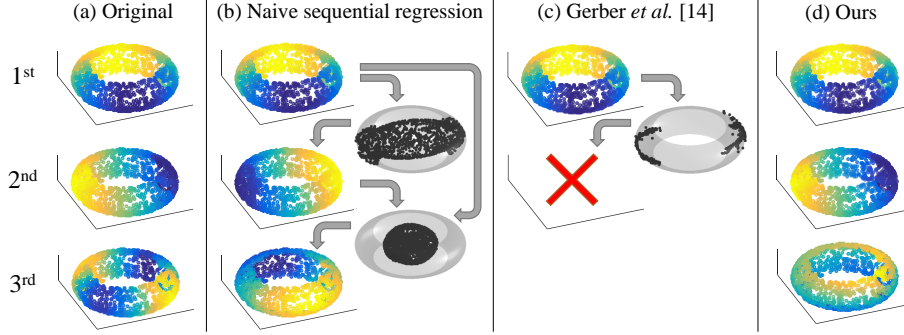 (a) Original
(b) Naive sequential regression
(c) Gerber et al. [14]
(d) Ours
1st
2nd
3rd